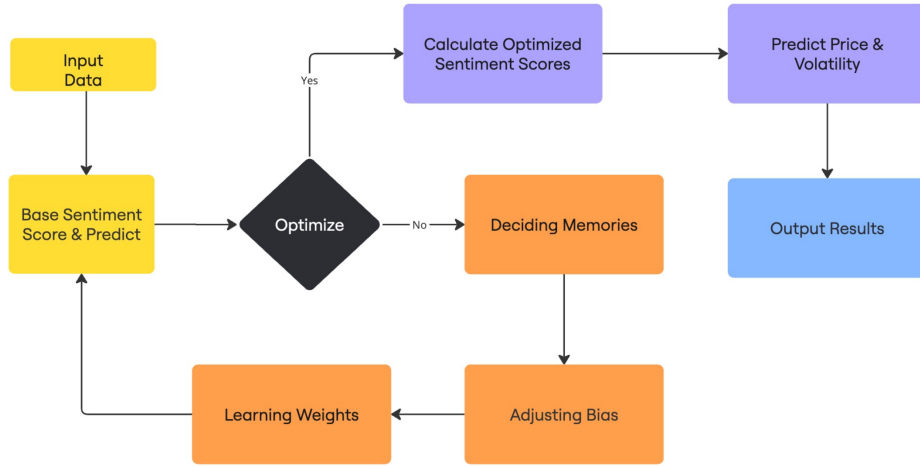 Input
Data
Base Sentiment
Score & Predict
Optimize
Yes
Calculate Optimized
Sentiment Scores
Predict Price &
Volatility
Output Results
No
Deciding Memories
Adjusting Bias
Learning Weights